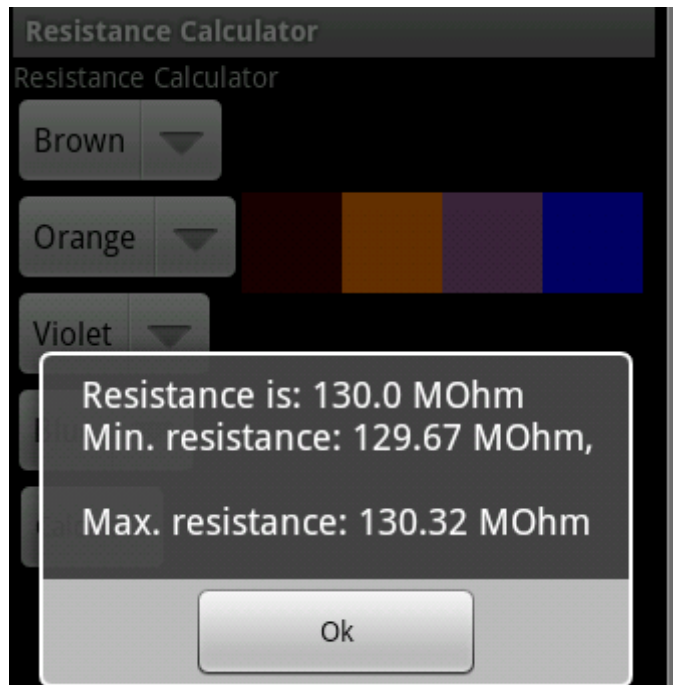 Resistance Calculator
Resistance Calculator
Brown
Orange
Violet
Resistance is: 130.0 MOhm
Min. resistance: 129.67 MOhm,
Max. resistance: 130.32 MOhm
Ok